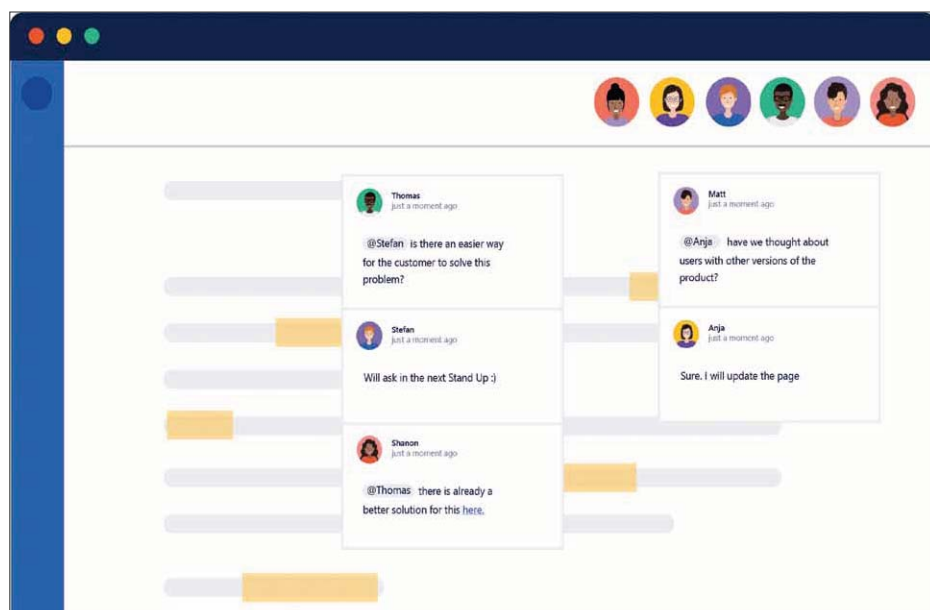 Thomas
just a moment ago
@Stefan is there an easier way
for the customer to solve this
problem?
Stefan
just a moment ago
Will ask in the next Stand Up :)
Shanon
just a moment ago
@Thomas there is already a
better solution for this here.
Matt
just a moment ago
@Anja have we thought about
users with other versions of the
product?
Anja
just a moment ago
Sure. I will update the page